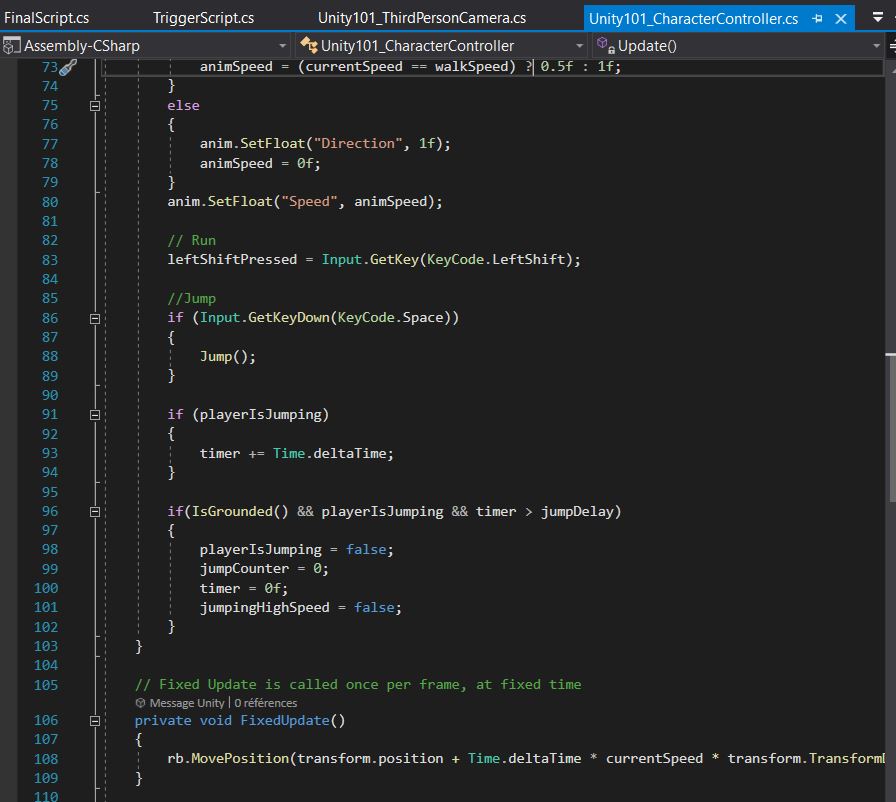 FinalScript.cs TriggerScript.cs Unity101_ThirdPersonCamera.cs Unity101_CharacterController.cs
Assembly-CSharp Unity101_CharacterController Update()
73 animSpeed = (currentSpeed == walkSpeed) ? 0.5f : 1f;
74 }
75 else
76 {
77 anim.SetFloat("Direction", 1f);
78 animSpeed = 0f;
79 }
80 anim.SetFloat("Speed", animSpeed);
81
82 // Run
83 leftShiftPressed = Input.GetKey(KeyCode.LeftShift);
84
85 //Jump
86 if (Input.GetKeyDown(KeyCode.Space))
87 {
88 Jump();
89 }
90
91 if (playerIsJumping)
92 {
93 timer += Time.deltaTime;
94 }
95
96 if(IsGrounded() && playerIsJumping && timer > jumpDelay)
97 {
98 playerIsJumping = false;
99 jumpCounter = 0;
100 timer = 0f;
101 jumpingHighSpeed = false;
102 }
103 }
104
105 // Fixed Update is called once per frame, at fixed time
Message Unity | 0 références
106 private void FixedUpdate()
107 {
108 rb.MovePosition(transform.position + Time.deltaTime * currentSpeed * transform.Transform
109 }
110